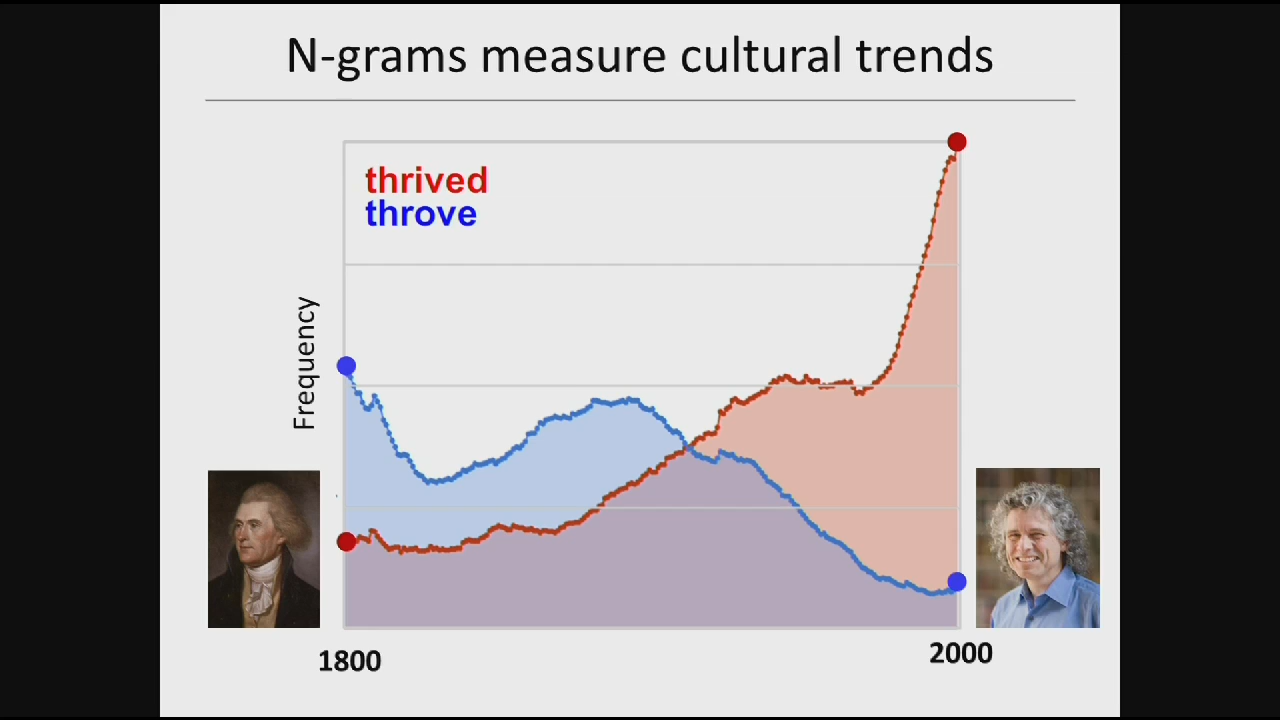 N-grams measure cultural trends
thrived
throve
Frequency
1800
2000